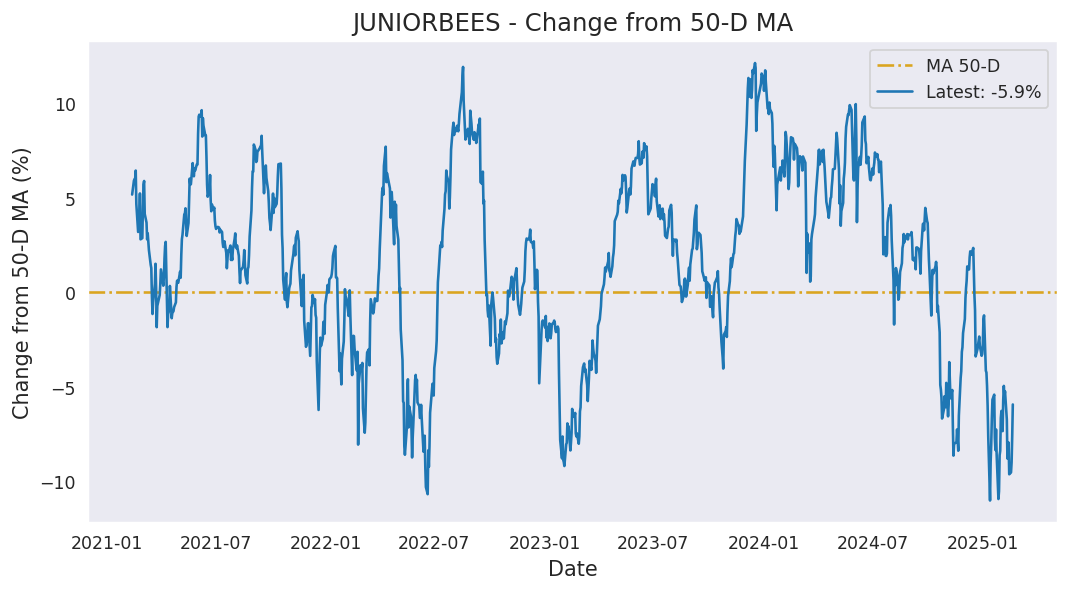 JUNIORBEES - Change from 50-D MA
MA 50-D
Latest: -5.9%
Change from 50-D MA (%)
10
5
0
−5
−10
2021-01 2021-07 2022-01 2022-07 2023-01 2023-07 2024-01 2024-07 2025-01
Date